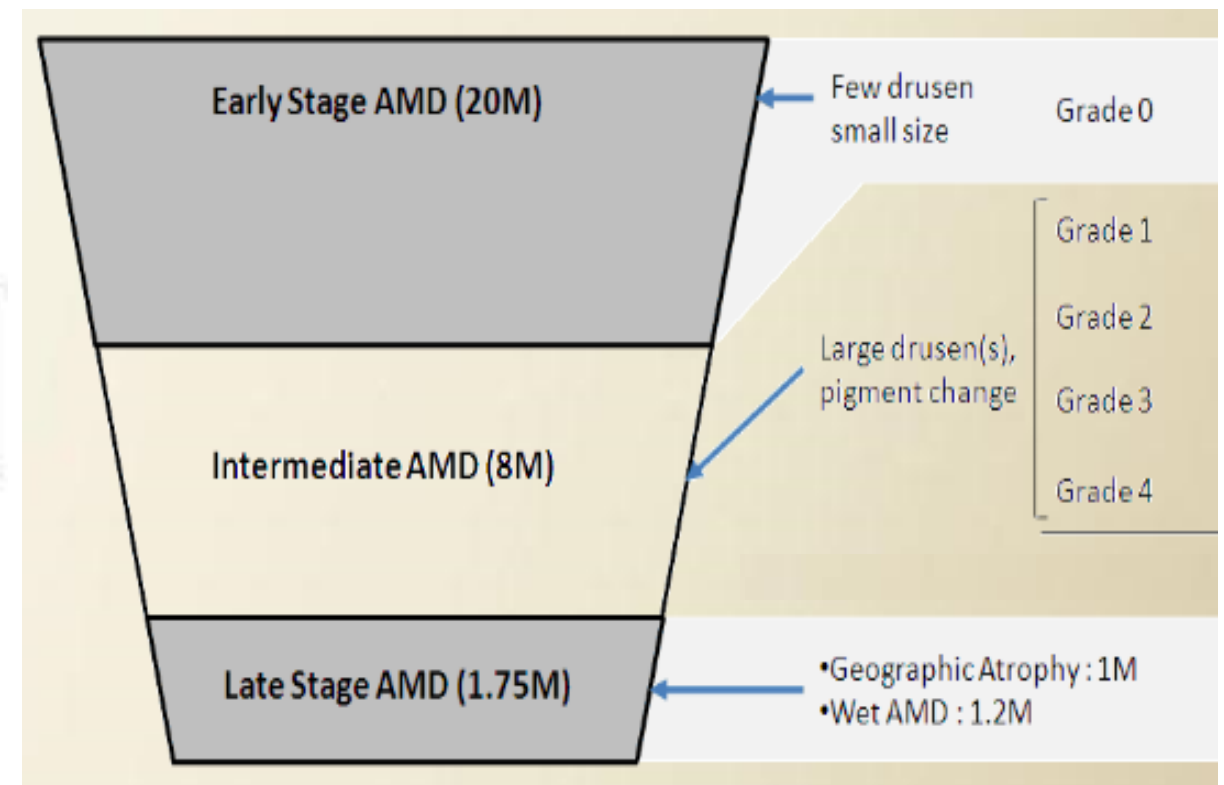 Early Stage AMD (20M)
Few drusen
small size
Grade 0
Grade 1
Grade 2
Large drusen(s),
pigment change
Grade 3
Grade 4
Intermediate AMD (8M)
Late Stage AMD (1.75M)
•Geographic Atrophy : 1M
•Wet AMD : 1.2M